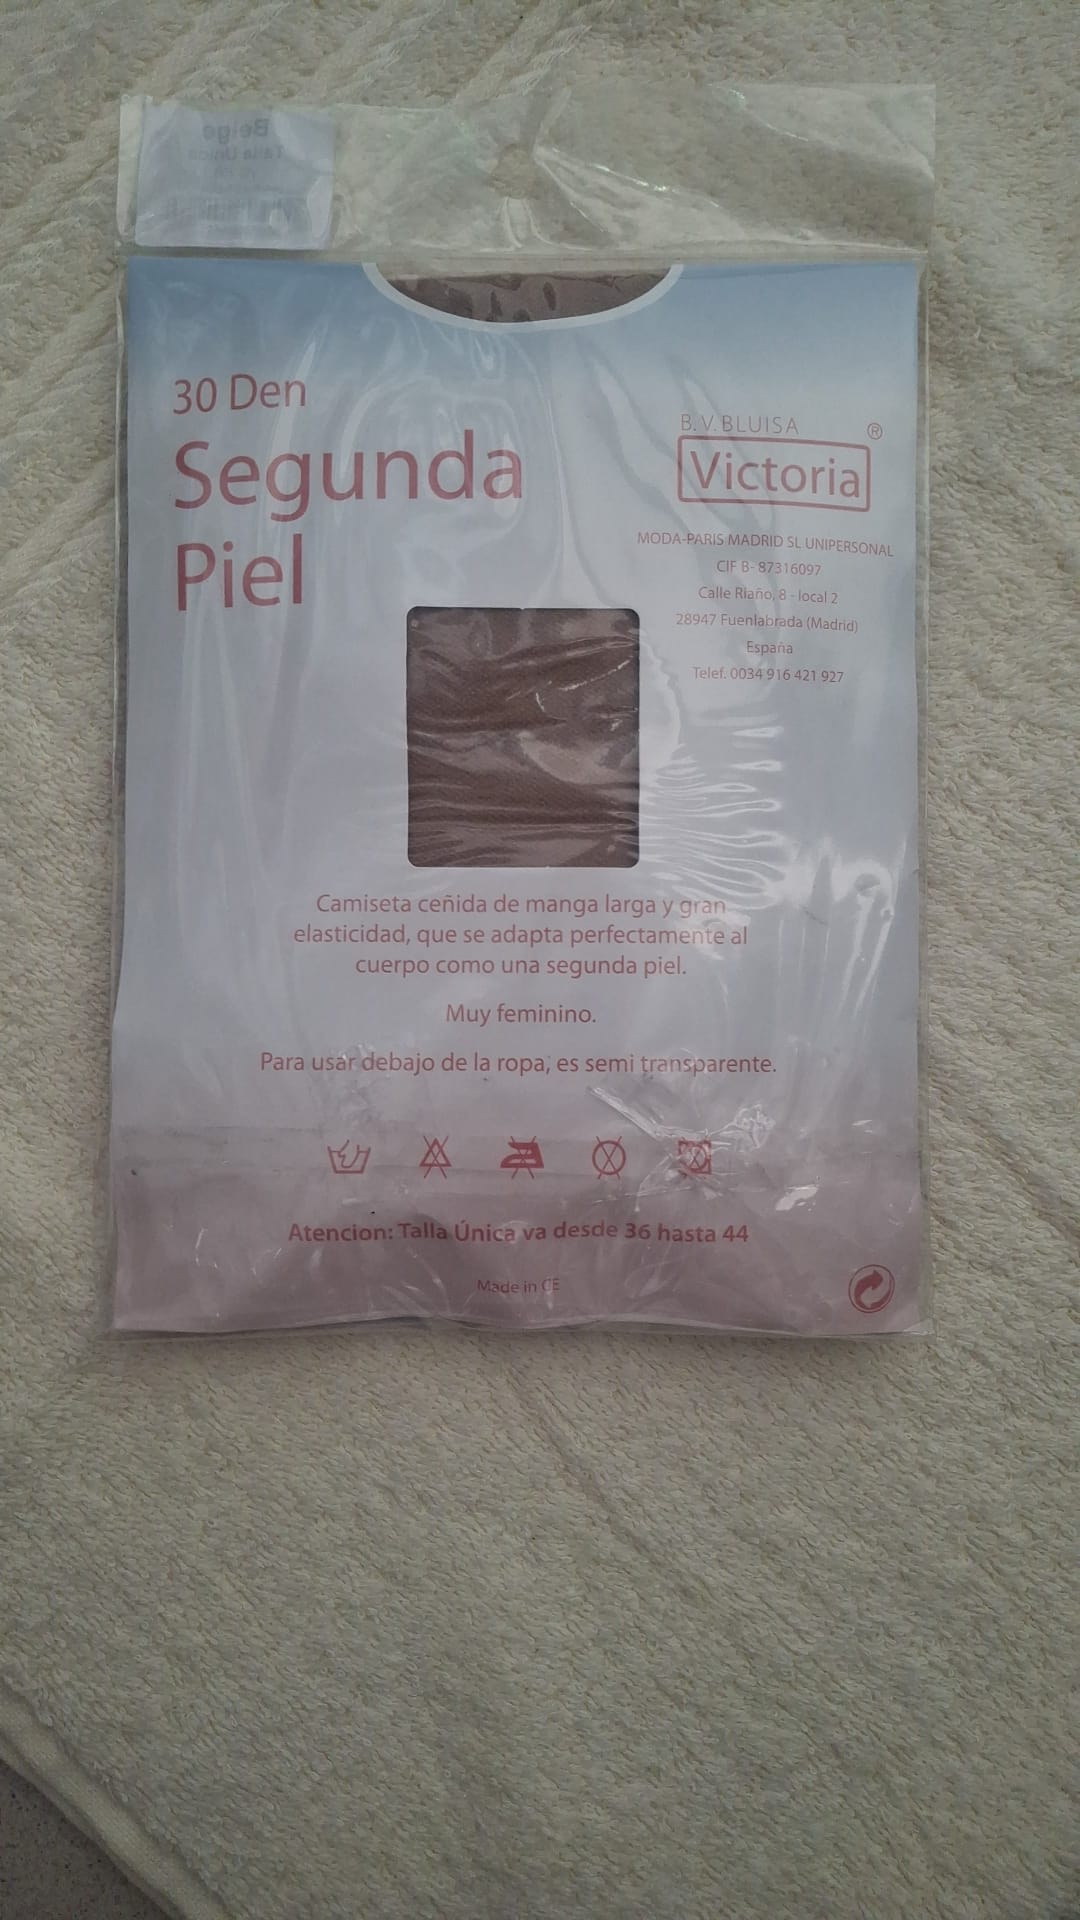 Beige
Talla Unica
30 Den
Segunda
Piel
B. V. BLUISA
Victoria ®
MODA-PARIS MADRID SL UNIPERSONAL
CIF B- 87316097
Calle Riaño, 8 - local 2
28947 Fuenlabrada (Madrid)
España
Telef. 0034 916 421 927
Camiseta ceñida de manga larga y gran
elasticidad, que se adapta perfectamente al
cuerpo como una segunda piel.
Muy feminino.
Para usar debajo de la ropa, es semi transparente.
Atencion: Talla Única va desde 36 hasta 44
Made in CE